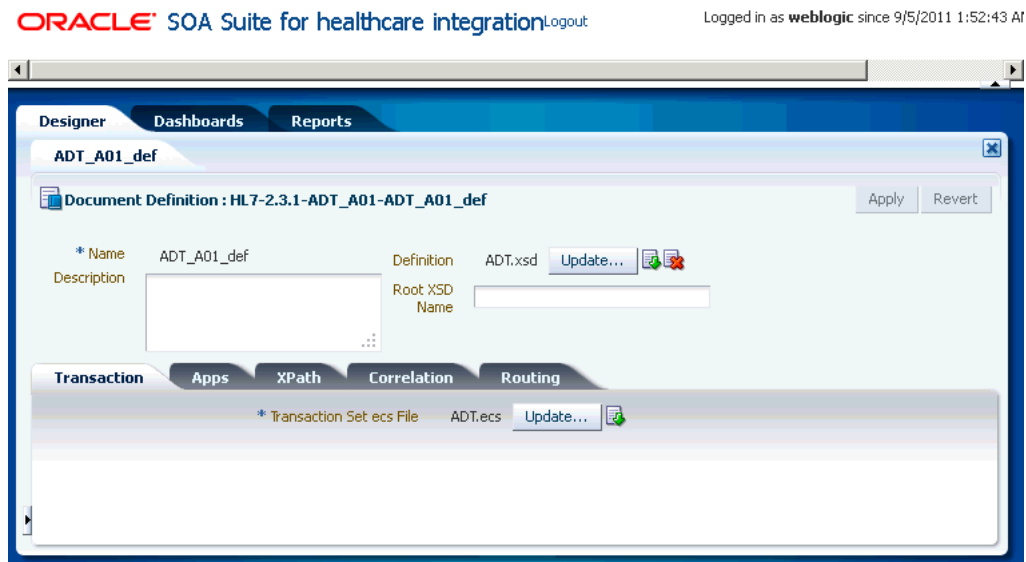 ORACLE SOA Suite for healthcare integration Logout Logged in as weblogic since 9/5/2011 1:52:43 AM
Designer Dashboards Reports
ADT_A01_def
Document Definition : HL7-2.3.1-ADT_A01-ADT_A01_def Apply Revert
* Name ADT_A01_def Definition ADT.xsd Update...
Description Root XSD Name
Transaction Apps XPath Correlation Routing
* Transaction Set ecs File ADT.ecs Update...